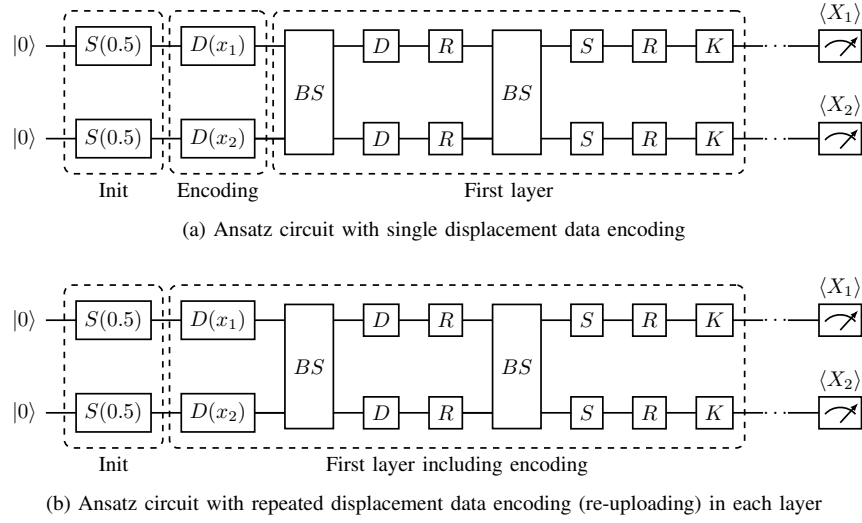 ⟨X₁⟩
|0⟩ S(0.5) D(x₁) D R S R K ···
BS BS
⟨X₂⟩
|0⟩ S(0.5) D(x₂) D R S R K ···
Init Encoding First layer
(a) Ansatz circuit with single displacement data encoding
⟨X₁⟩
|0⟩ S(0.5) D(x₁) D R S R K ···
BS BS
⟨X₂⟩
|0⟩ S(0.5) D(x₂) D R S R K ···
Init First layer including encoding
(b) Ansatz circuit with repeated displacement data encoding (re-uploading) in each layer